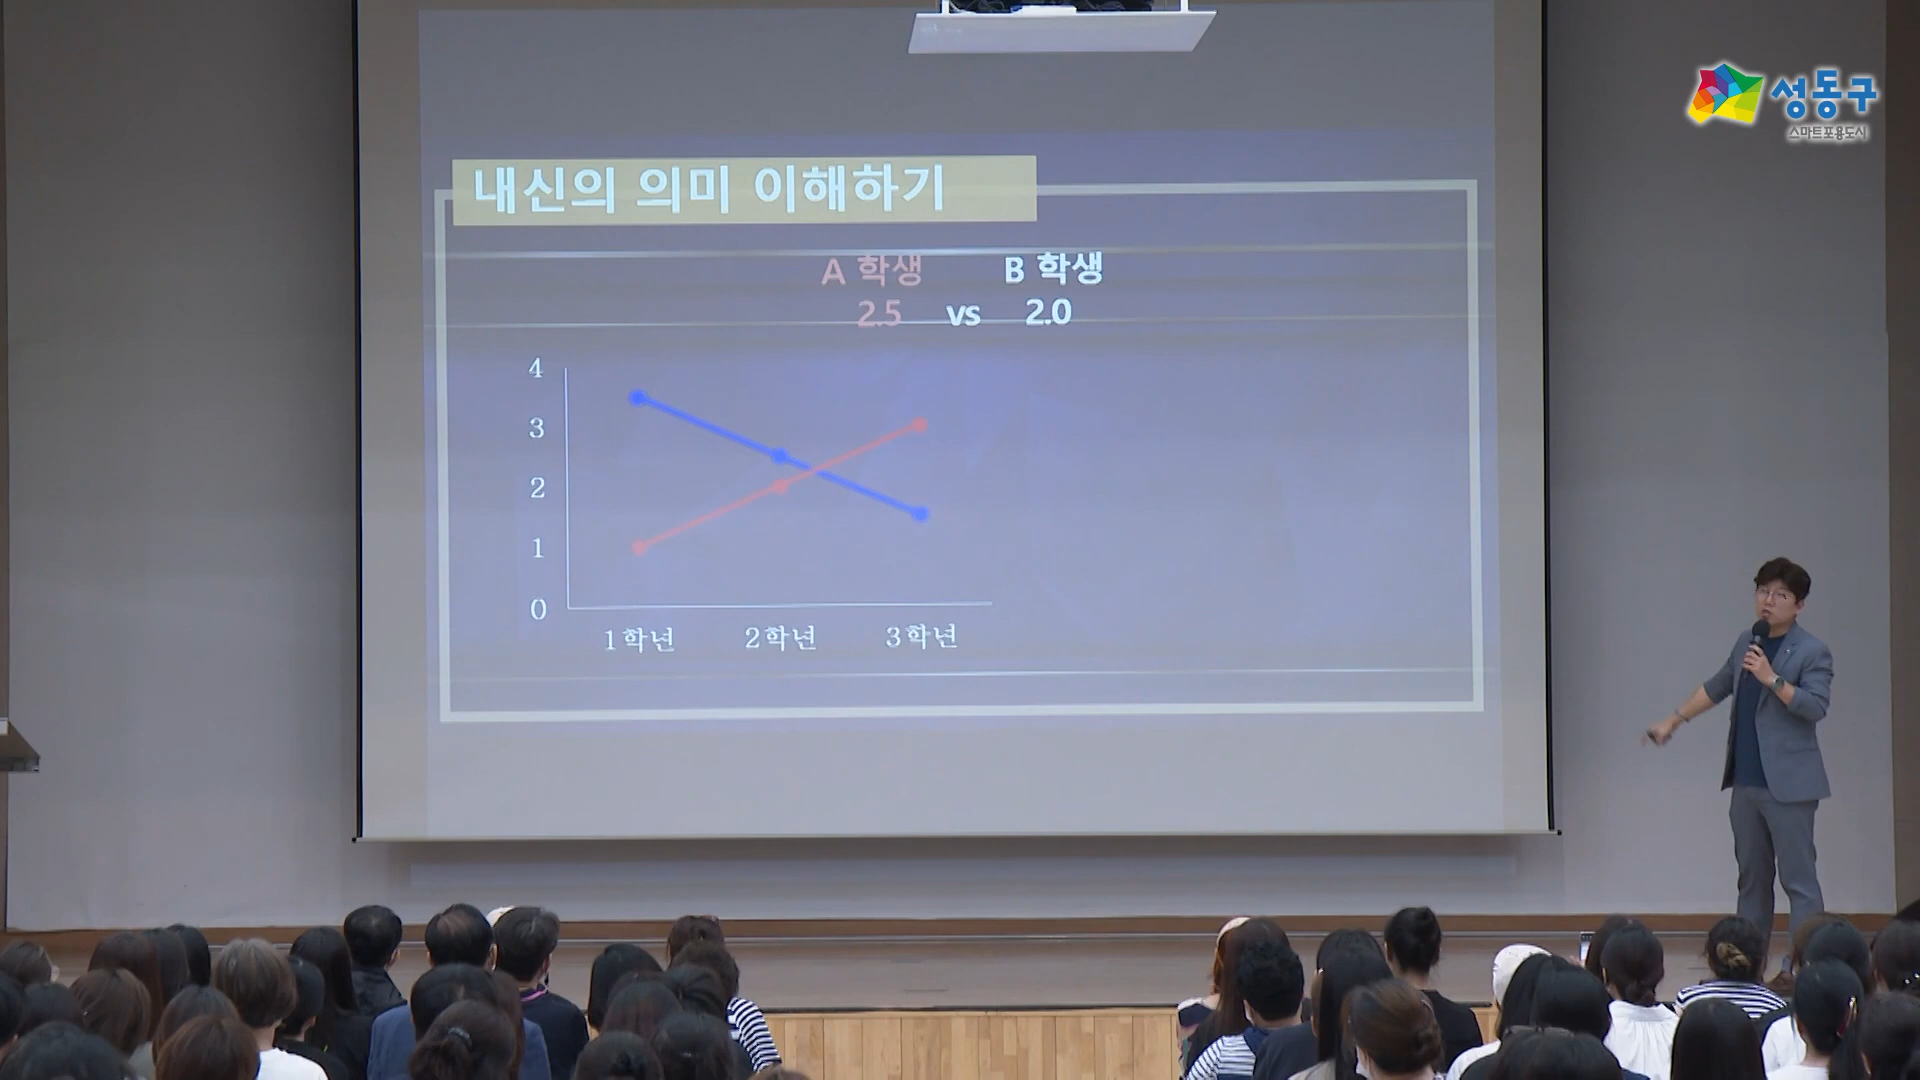 성동구
스마트포용도시
내신의 의미 이해하기
A 학생 B 학생
2.5 vs 2.0
4
3
2
1
0
1학년 2학년 3학년